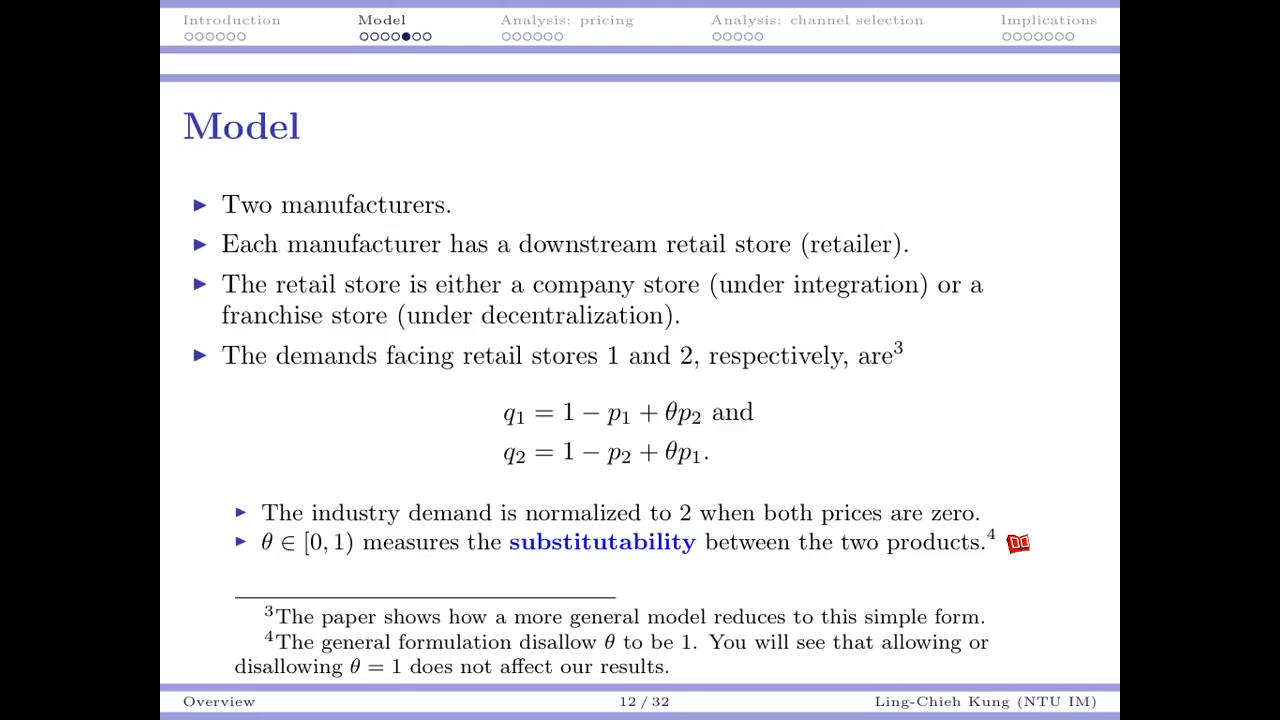 Introduction Model Analysis: pricing Analysis: channel selection Implications
Model
Two manufacturers.
Each manufacturer has a downstream retail store (retailer).
The retail store is either a company store (under integration) or a
franchise store (under decentralization).
The demands facing retail stores 1 and 2, respectively, are³
q₁ = 1 − p₁ + θp₂ and
q₂ = 1 − p₂ + θp₁.
The industry demand is normalized to 2 when both prices are zero.
θ ∈ [0, 1) measures the substitutability between the two products.⁴
³The paper shows how a more general model reduces to this simple form.
⁴The general formulation disallow θ to be 1. You will see that allowing or
disallowing θ = 1 does not affect our results.
Overview 12 / 32 Ling-Chieh Kung (NTU IM)